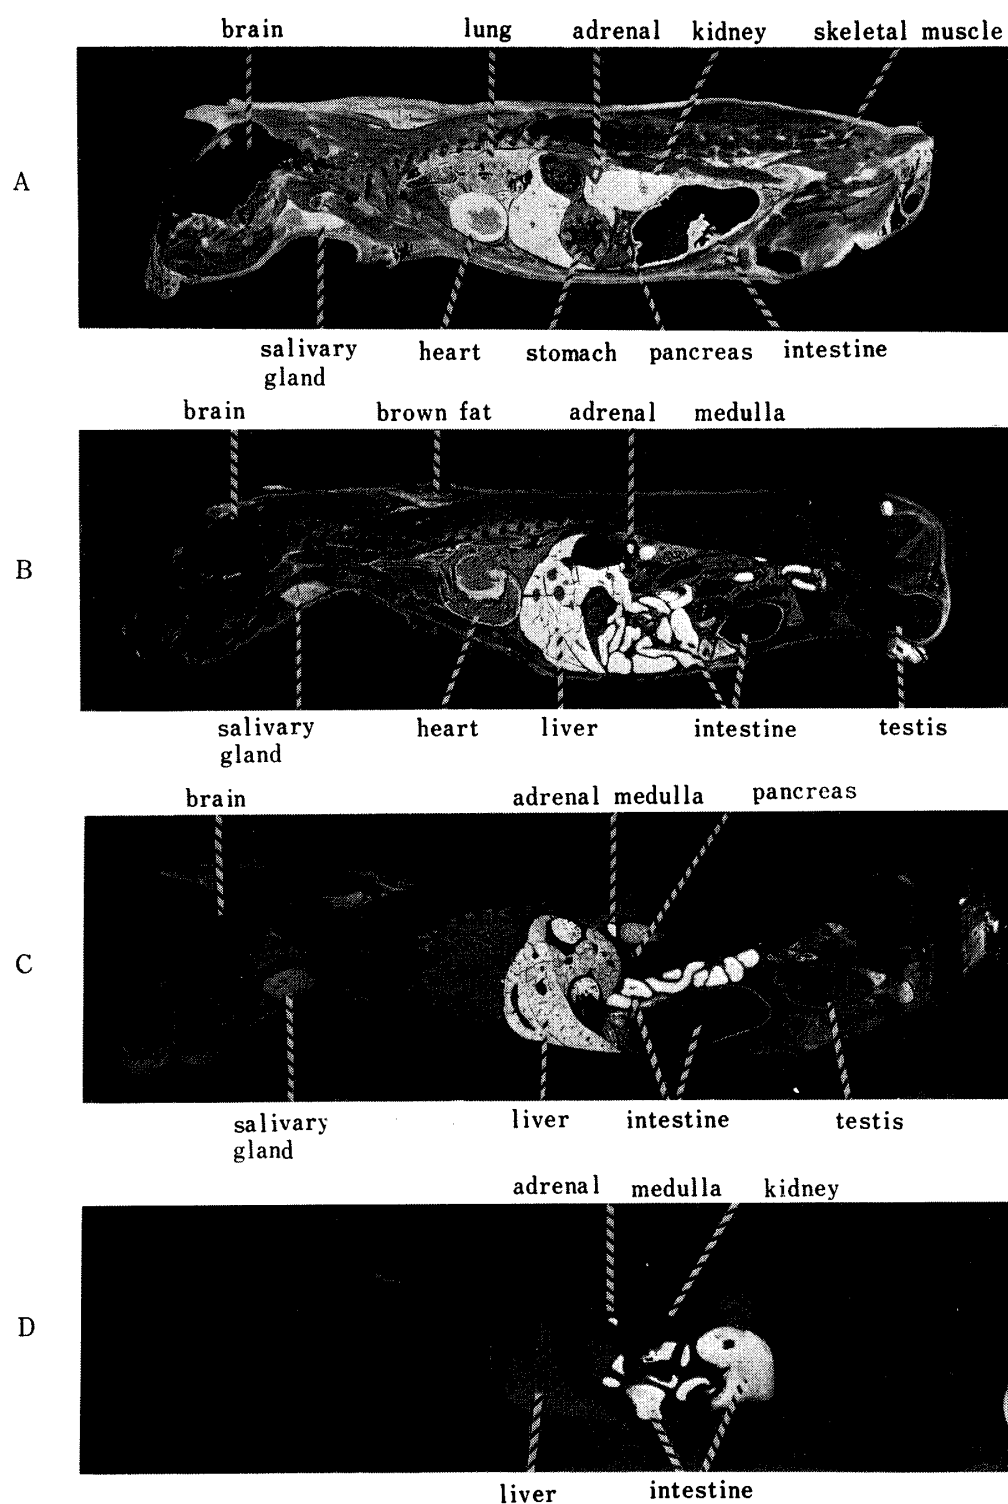 brain lung adrenal kidney skeletal muscle
A
salivary heart stomach pancreas intestine
gland
brain brown fat adrenal medulla
B
salivary heart liver intestine testis
gland
brain adrenal medulla pancreas
C
salivary liver intestine testis
gland
adrenal medulla kidney
D
liver intestine